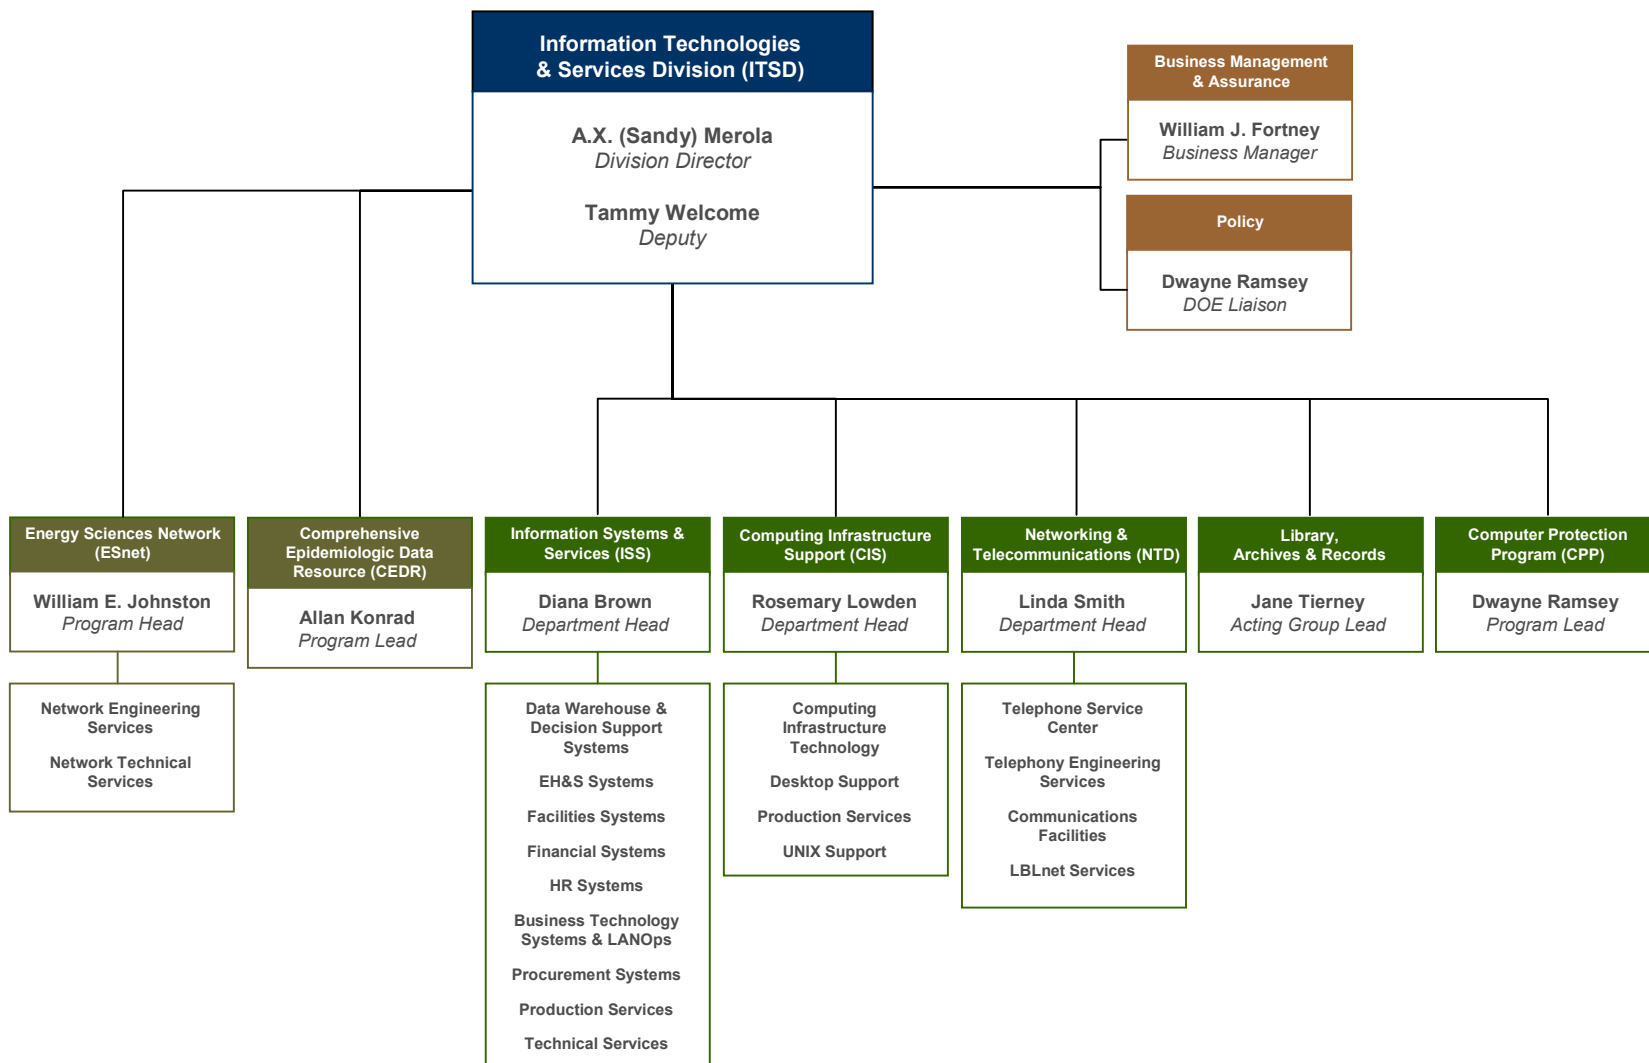 Information Technologies
& Services Division (ITSD)
A.X. (Sandy) Merola
Division Director
Tammy Welcome
Deputy
Business Management
& Assurance
William J. Fortney
Business Manager
Policy
Dwayne Ramsey
DOE Liaison
Energy Sciences Network
(ESnet)
William E. Johnston
Program Head
Network Engineering
Services
Network Technical
Services
Comprehensive
Epidemiologic Data
Resource (CEDR)
Allan Konrad
Program Lead
Information Systems &
Services (ISS)
Diana Brown
Department Head
Data Warehouse &
Decision Support
Systems
EH&S Systems
Facilities Systems
Financial Systems
HR Systems
Business Technology
Systems & LANOps
Procurement Systems
Production Services
Technical Services
Computing Infrastructure
Support (CIS)
Rosemary Lowden
Department Head
Computing
Infrastructure
Technology
Desktop Support
Production Services
UNIX Support
Networking &
Telecommunications (NTD)
Linda Smith
Department Head
Telephone Service
Center
Telephony Engineering
Services
Communications
Facilities
LBLnet Services
Library,
Archives & Records
Jane Tierney
Acting Group Lead
Computer Protection
Program (CPP)
Dwayne Ramsey
Program Lead